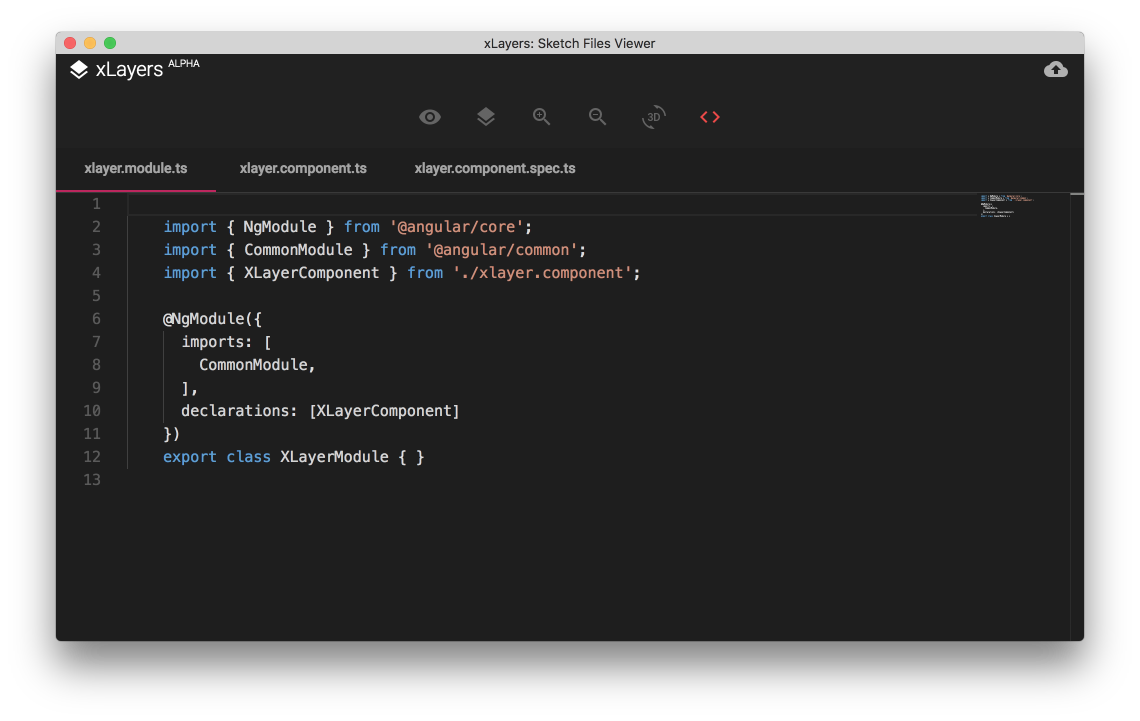 xLayers: Sketch Files Viewer
xLayers ALPHA
3D
xlayer.module.ts xlayer.component.ts xlayer.component.spec.ts
1
2 import { NgModule } from '@angular/core';
3 import { CommonModule } from '@angular/common';
4 import { XLayerComponent } from './xlayer.component';
5
6 @NgModule({
7 imports: [
8 CommonModule,
9 ],
10 declarations: [XLayerComponent]
11 })
12 export class XLayerModule { }
13